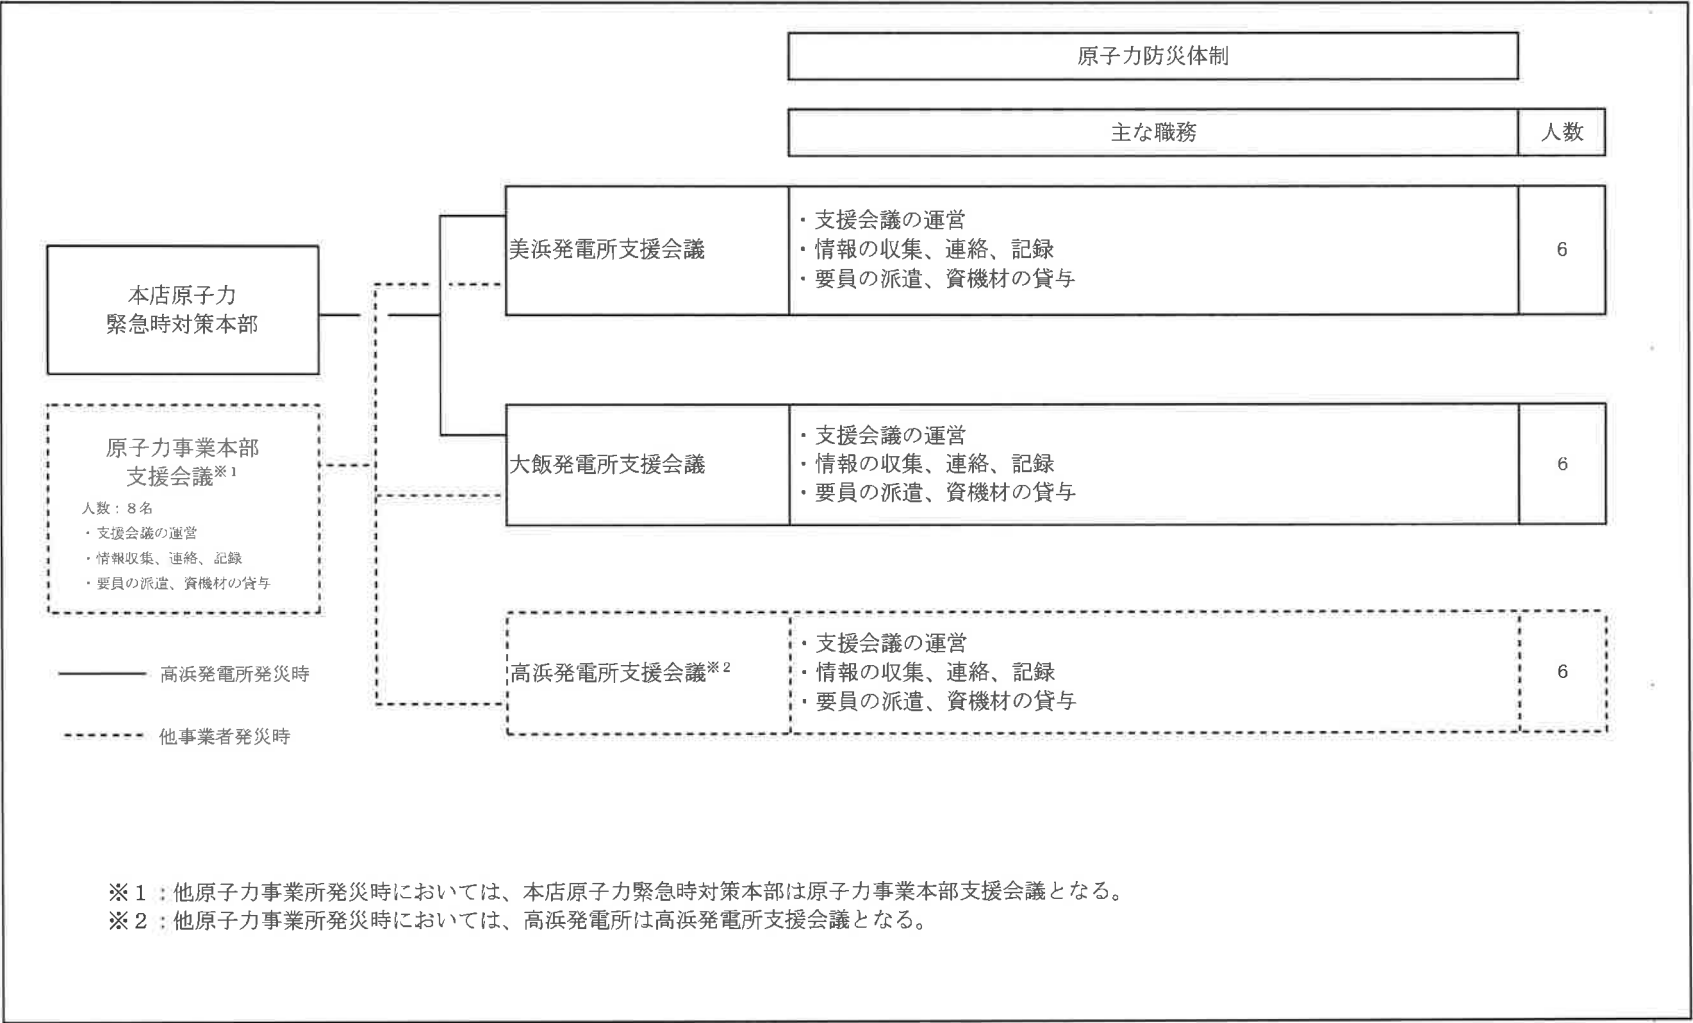 原子力防災体制
主な職務
人数
美浜発電所支援会議
・支援会議の運営
・情報の収集、連絡、記録
・要員の派遣、資機材の貸与
6
本店原子力
緊急時対策本部
大飯発電所支援会議
・支援会議の運営
・情報の収集、連絡、記録
・要員の派遣、資機材の貸与
6
原子力事業本部
支援会議※1
人数：８名
・支援会議の運営
・情報収集、連絡、記録
・要員の派遣、資機材の貸与
高浜発電所支援会議※2
・支援会議の運営
・情報の収集、連絡、記録
・要員の派遣、資機材の貸与
6
高浜発電所発災時
他事業者発災時
※１：他原子力事業所発災時においては、本店原子力緊急時対策本部は原子力事業本部支援会議となる。
※２：他原子力事業所発災時においては、高浜発電所は高浜発電所支援会議となる。